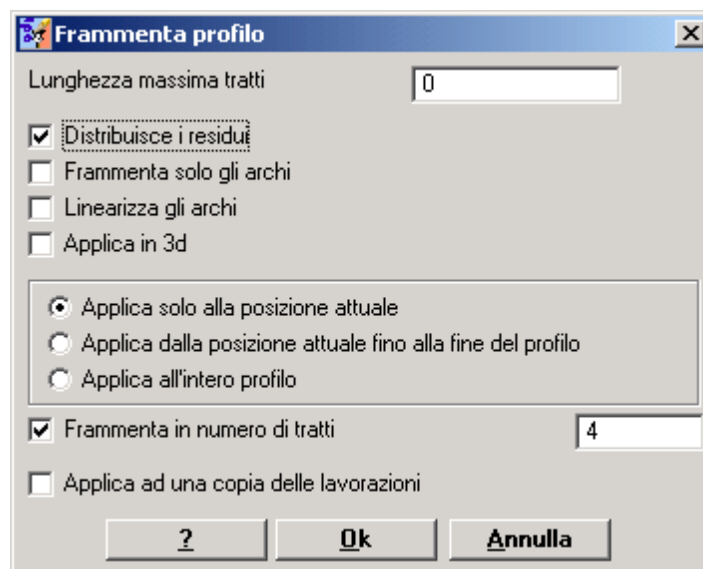 Frammenta profilo
Lunghezza massima tratti 0
Distribuisce i residui
Frammenta solo gli archi
Linearizza gli archi
Applica in 3d
Applica solo alla posizione attuale
Applica dalla posizione attuale fino alla fine del profilo
Applica all'intero profilo
Frammenta in numero di tratti 4
Applica ad una copia delle lavorazioni
? Ok Annulla